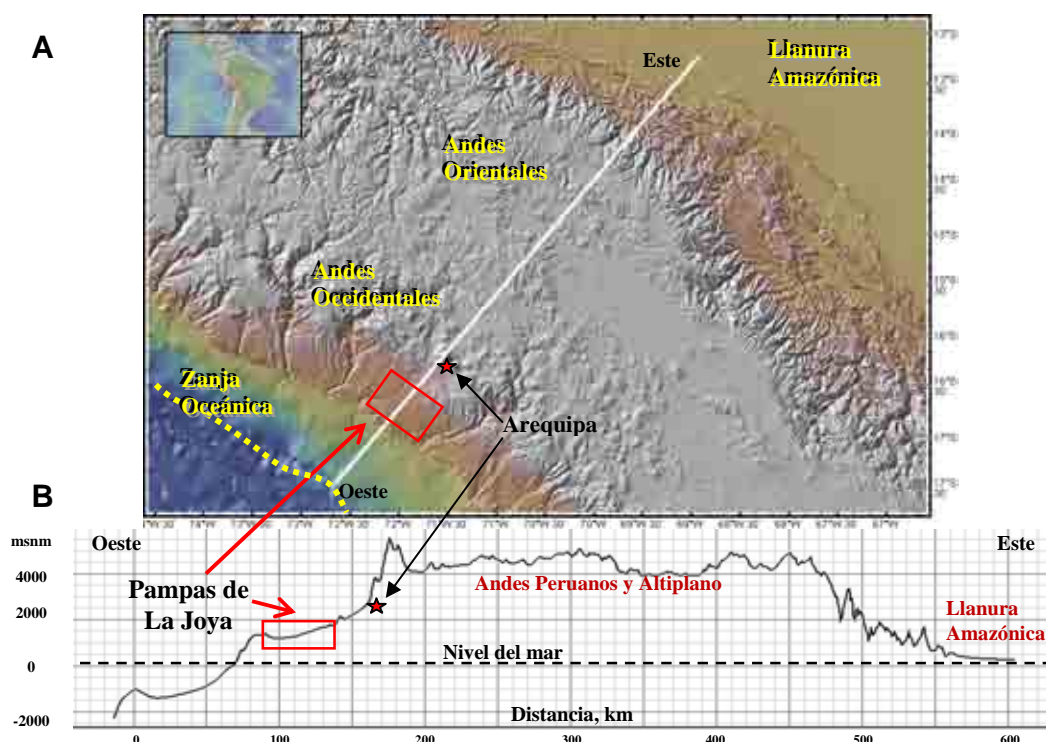 A
Este
Llanura
Amazónica
Andes
Orientales
Andes
Occidentales
Zanja
Oceánica
Arequipa
Oeste
B
msnm
Oeste
Este
4000
Andes Peruanos y Altiplano
Pampas de
La Joya
2000
Llanura
Amazónica
Nivel del mar
0
-2000
Distancia, km
0
100
200
300
400
500
600